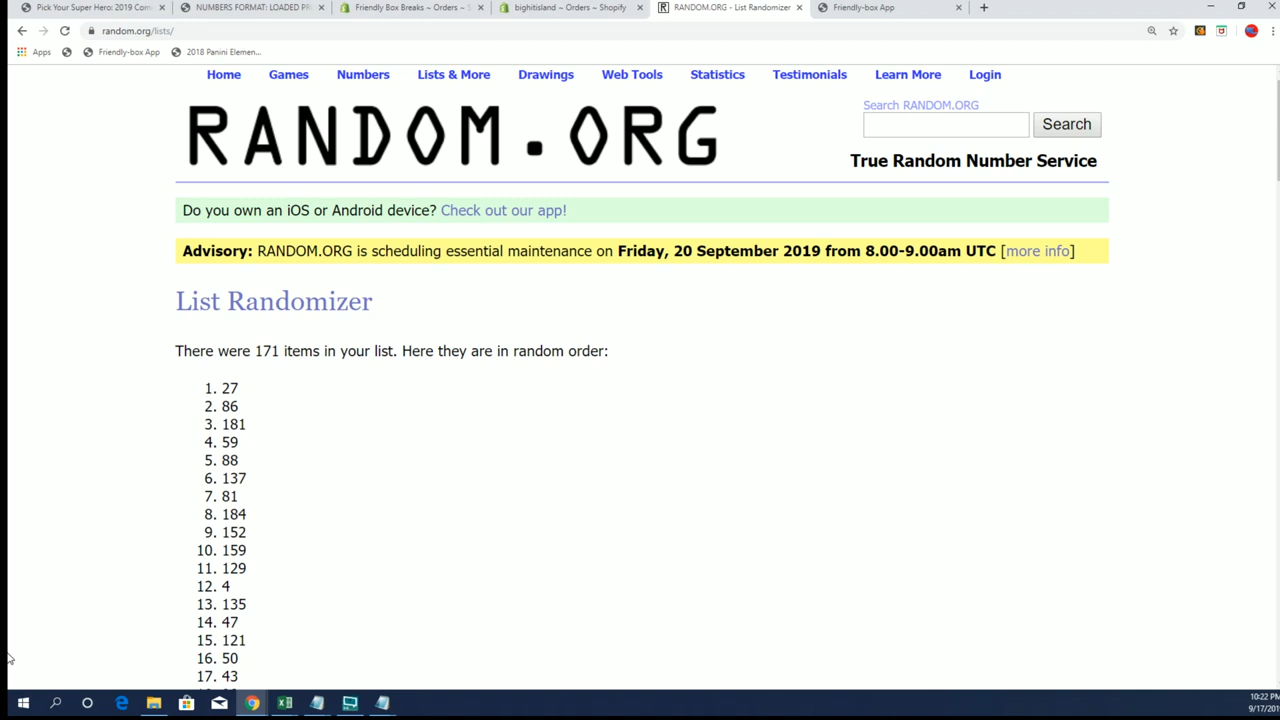 Pick Your Super Hero: 2019 Com
NUMBERS FORMAT: LOADED PR
Friendly Box Breaks ~ Orders ~ S
bighitisland ~ Orders ~ Shopify
RANDOM.ORG - List Randomizer
Friendly-box App
random.org/lists/
Apps
Friendly-box App
2018 Panini Elemen...
Home Games Numbers Lists & More Drawings Web Tools Statistics Testimonials Learn More Login
RANDOM.ORG
Search RANDOM.ORG
Search
True Random Number Service
Do you own an iOS or Android device? Check out our app!
Advisory: RANDOM.ORG is scheduling essential maintenance on Friday, 20 September 2019 from 8.00-9.00am UTC [more info]
List Randomizer
There were 171 items in your list. Here they are in random order:
1. 27
2. 86
3. 181
4. 59
5. 88
6. 137
7. 81
8. 184
9. 152
10. 159
11. 129
12. 4
13. 135
14. 47
15. 121
16. 50
17. 43
10:22 PM
9/17/201